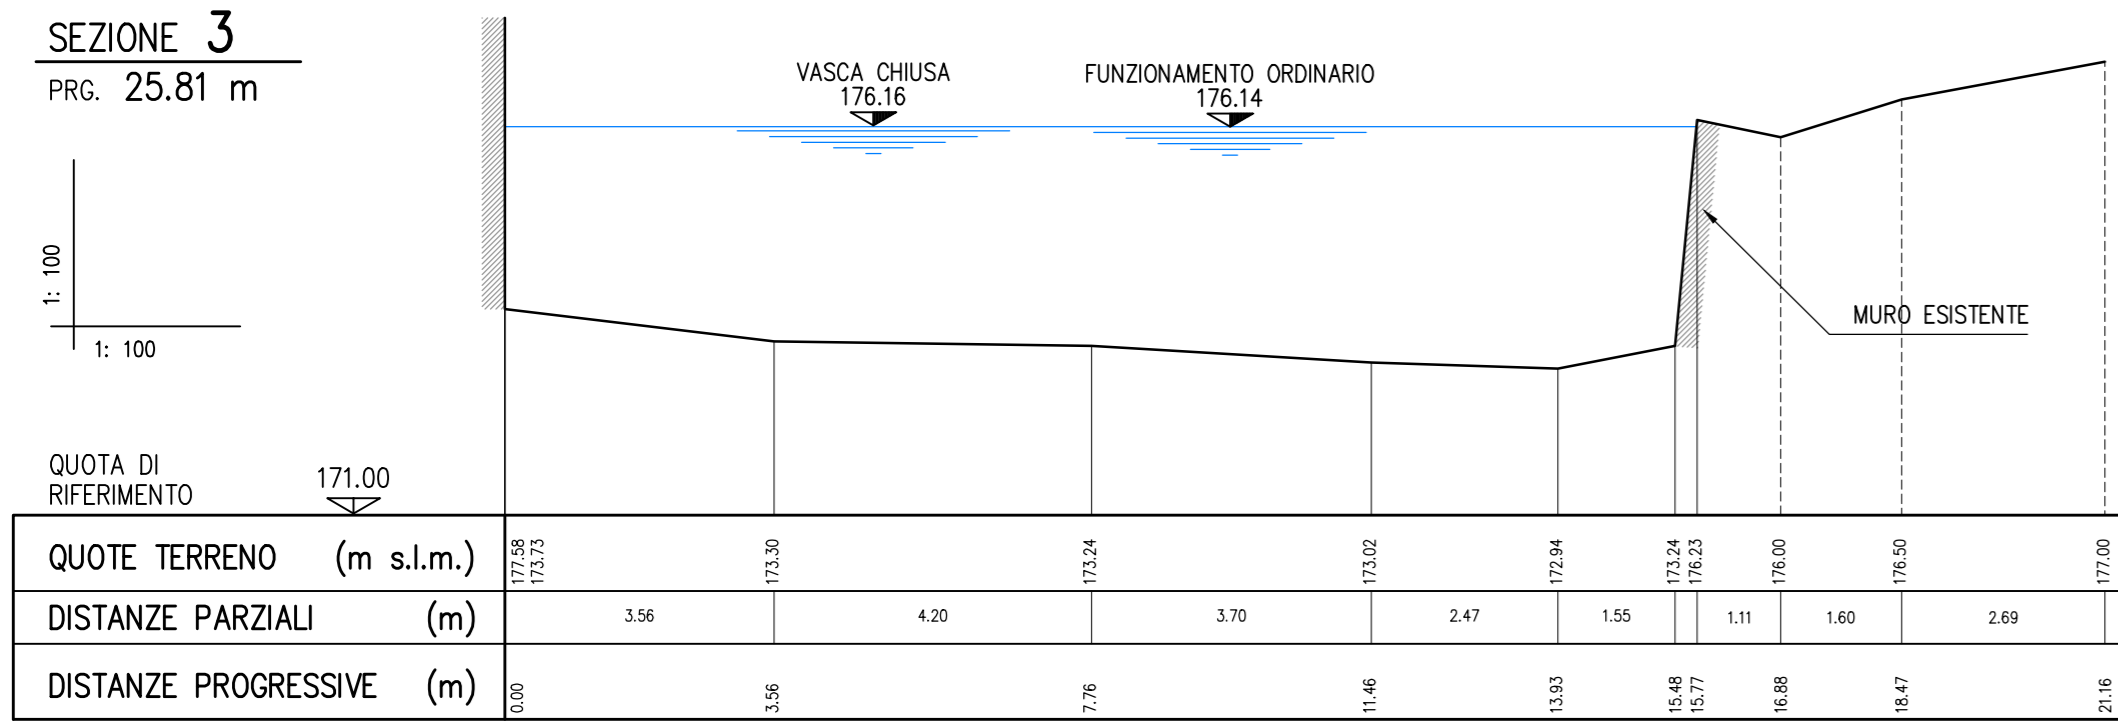 SEZIONE 3
PRG. 25.81 m
VASCA CHIUSA
176.16
FUNZIONAMENTO ORDINARIO
176.14
1: 100
1: 100
MURO ESISTENTE
QUOTA DI
RIFERIMENTO
171.00
QUOTE TERRENO (m s.l.m.) 177.58 173.73 173.30 173.24 173.02 172.94 173.24 176.23 176.00 176.50 177.00
DISTANZE PARZIALI (m) 3.56 4.20 3.70 2.47 1.55 1.11 1.60 2.69
DISTANZE PROGRESSIVE (m) 0.00 3.56 7.76 11.46 13.93 15.48 15.77 16.88 18.47 21.16